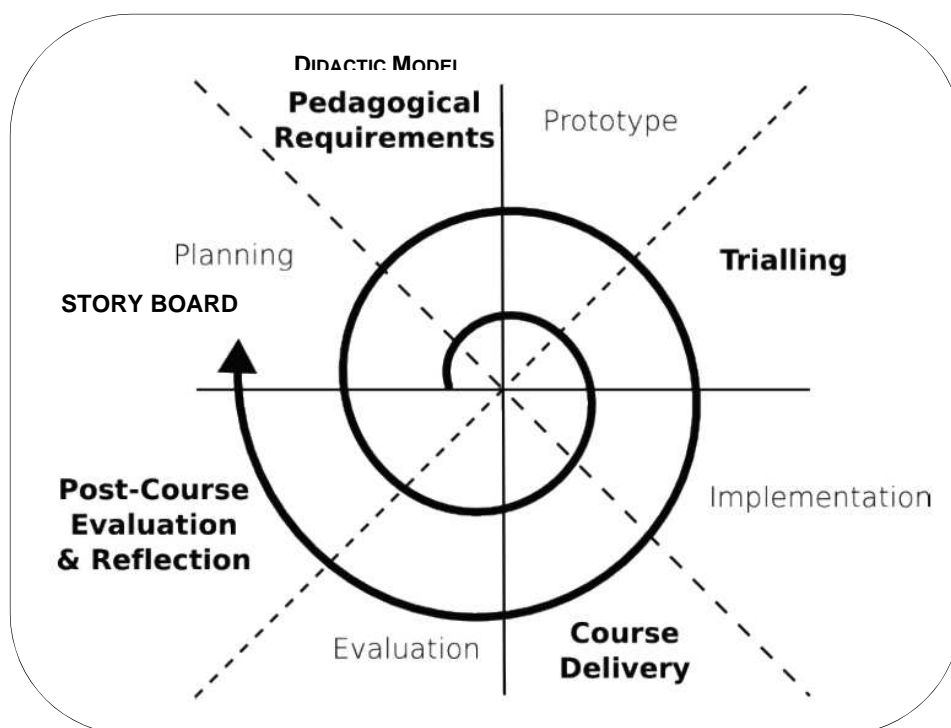 DIDACTIC MODEL
Pedagogical
Requirements
Prototype
Planning
Trialling
STORY BOARD
Post-Course
Evaluation
& Reflection
Implementation
Evaluation
Course
Delivery